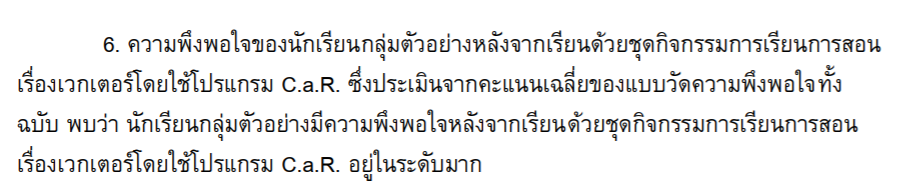 6. ความพึงพอใจของนักเรียนกลุ่มตัวอย่างหลังจากเรียนด้วยชุดกิจกรรมการเรียนการสอน
เรื่องเวกเตอร์โดยใช้โปรแกรม C.a.R. ซึ่งประเมินจากคะแนนเฉลี่ยของแบบวัดความพึงพอใจทั้ง
ฉบับ พบว่า นักเรียนกลุ่มตัวอย่างมีความพึงพอใจหลังจากเรียนด้วยชุดกิจกรรมการเรียนการสอน
เรื่องเวกเตอร์โดยใช้โปรแกรม C.a.R. อยู่ในระดับมาก